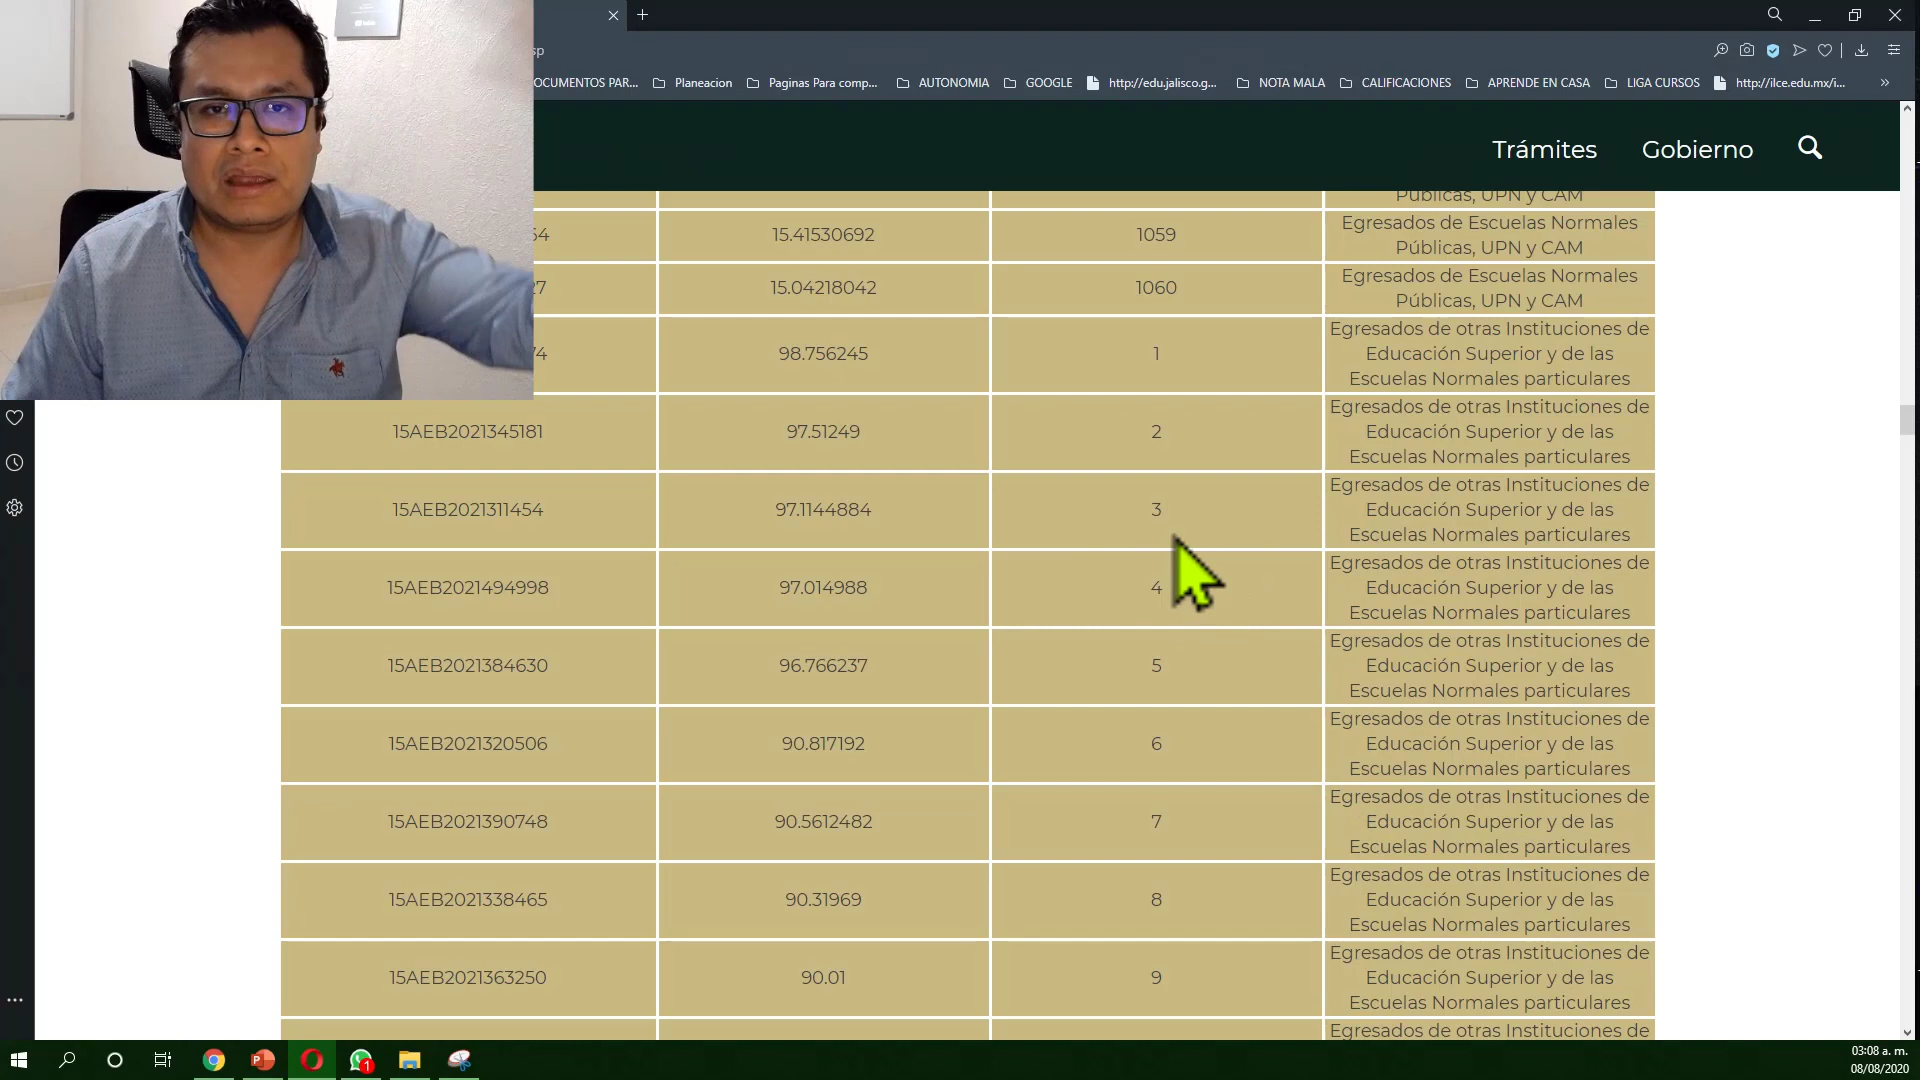 sp
OCUMENTOS PAR...
Planeacion
Paginas Para comp...
AUTONOMIA
GOOGLE
http://edu.jalisco.g...
NOTA MALA
CALIFICACIONES
APRENDE EN CASA
LIGA CURSOS
http://ilce.edu.mx/i...
Trámites
Gobierno
Públicas, UPN y CAM
64
15.41530692
1059
Egresados de Escuelas Normales
Públicas, UPN y CAM
27
15.04218042
1060
Egresados de Escuelas Normales
Públicas, UPN y CAM
74
98.756245
1
Egresados de otras Instituciones de
Educación Superior y de las
Escuelas Normales particulares
15AEB2021345181
97.51249
2
Egresados de otras Instituciones de
Educación Superior y de las
Escuelas Normales particulares
15AEB2021311454
97.1144884
3
Egresados de otras Instituciones de
Educación Superior y de las
Escuelas Normales particulares
15AEB2021494998
97.014988
4
Egresados de otras Instituciones de
Educación Superior y de las
Escuelas Normales particulares
15AEB2021384630
96.766237
5
Egresados de otras Instituciones de
Educación Superior y de las
Escuelas Normales particulares
15AEB2021320506
90.817192
6
Egresados de otras Instituciones de
Educación Superior y de las
Escuelas Normales particulares
15AEB2021390748
90.5612482
7
Egresados de otras Instituciones de
Educación Superior y de las
Escuelas Normales particulares
15AEB2021338465
90.31969
8
Egresados de otras Instituciones de
Educación Superior y de las
Escuelas Normales particulares
15AEB2021363250
90.01
9
Egresados de otras Instituciones de
Educación Superior y de las
Escuelas Normales particulares
Egresados de otras Instituciones de
1
03:08 a. m.
08/08/2020